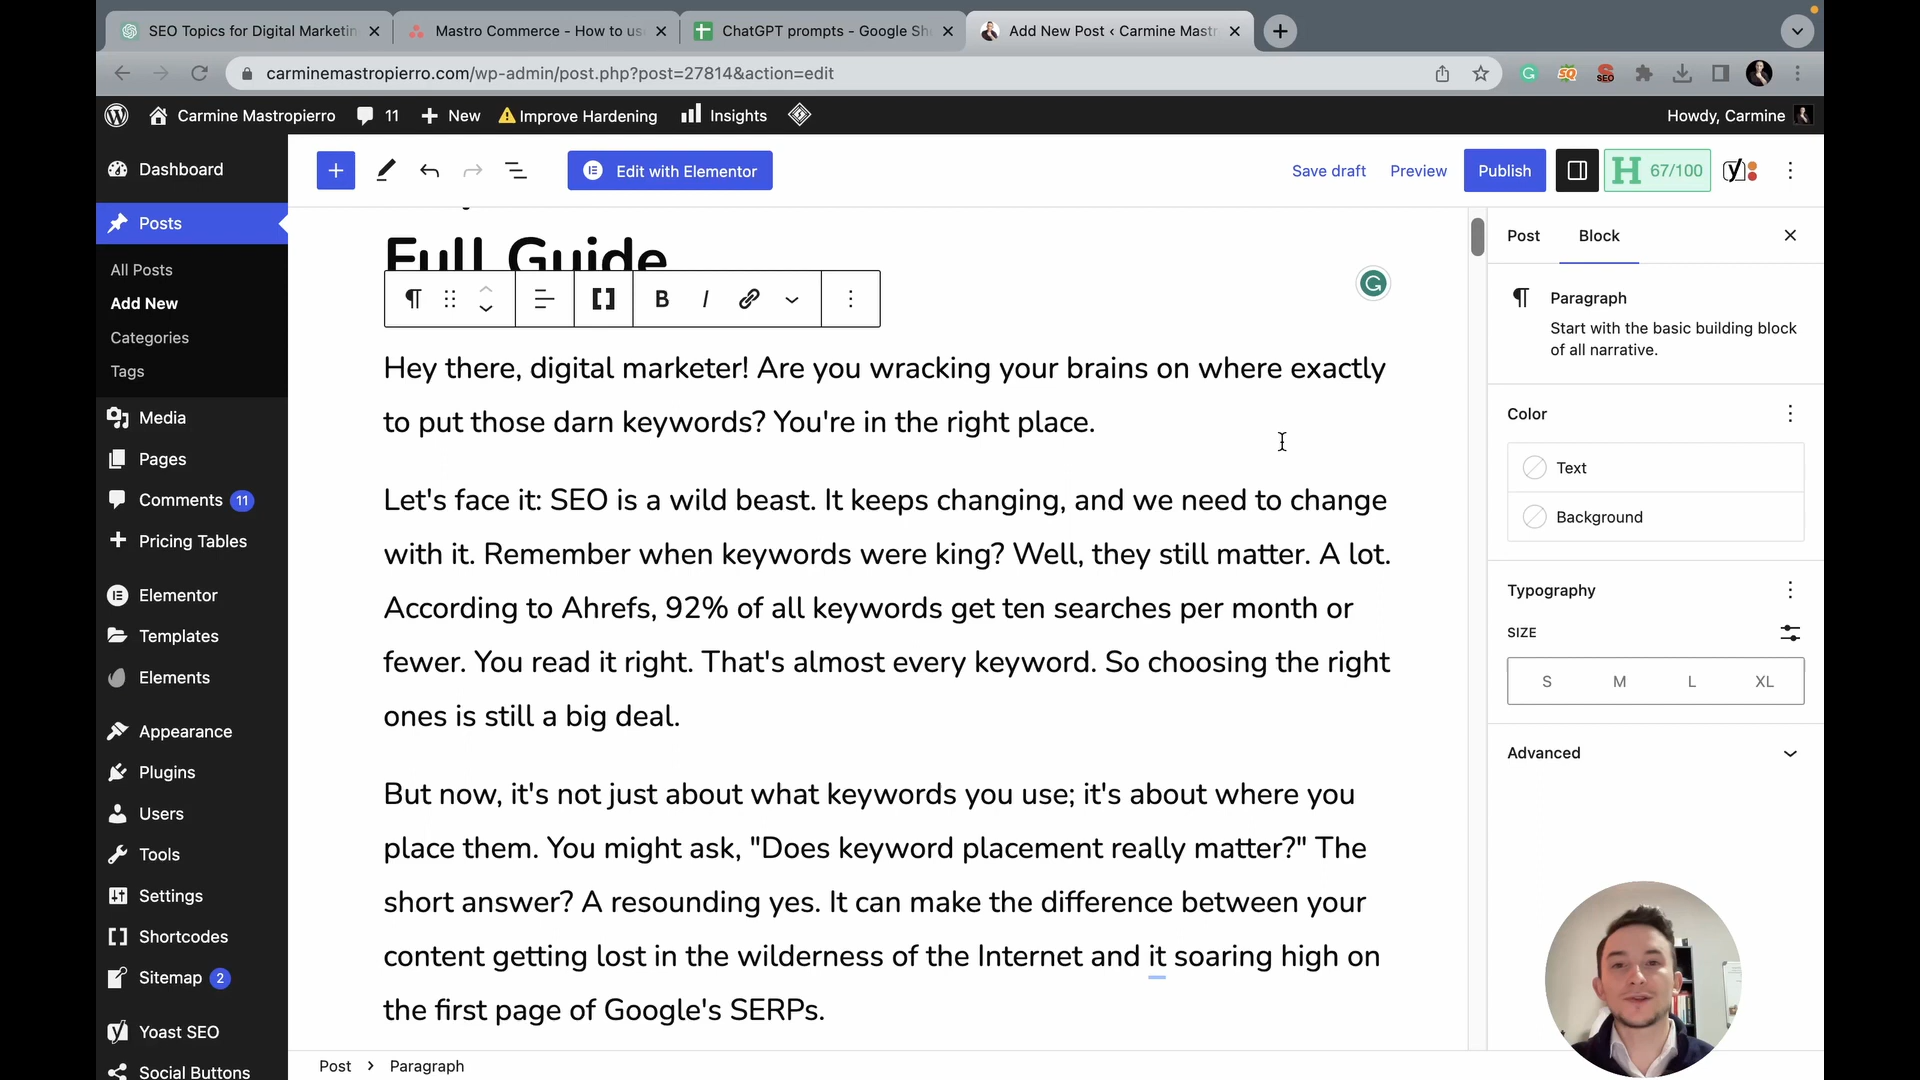 SEO Topics for Digital Marketin
Mastro Commerce - How to us
ChatGPT prompts - Google Sh
Add New Post ‹ Carmine Mastr
carminemastropierro.com/wp-admin/post.php?post=27814&action=edit
SQ
SEO
Carmine Mastropierro
11
New
Improve Hardening
Insights
Howdy, Carmine
Dashboard
Posts
All Posts
Add New
Categories
Tags
Media
Pages
Comments 11
Pricing Tables
Elementor
Templates
Elements
Appearance
Plugins
Users
Tools
Settings
Shortcodes
Sitemap 2
Yoast SEO
Social Buttons
Edit with Elementor
Save draft
Preview
Publish
H 67/100
Full Guide
B I
Hey there, digital marketer! Are you wracking your brains on where exactly
to put those darn keywords? You're in the right place.
Let's face it: SEO is a wild beast. It keeps changing, and we need to change
with it. Remember when keywords were king? Well, they still matter. A lot.
According to Ahrefs, 92% of all keywords get ten searches per month or
fewer. You read it right. That's almost every keyword. So choosing the right
ones is still a big deal.
But now, it's not just about what keywords you use; it's about where you
place them. You might ask, "Does keyword placement really matter?" The
short answer? A resounding yes. It can make the difference between your
content getting lost in the wilderness of the Internet and it soaring high on
the first page of Google's SERPs.
Post
Block
Paragraph
Start with the basic building block
of all narrative.
Color
Text
Background
Typography
SIZE
S M L XL
Advanced
Post › Paragraph